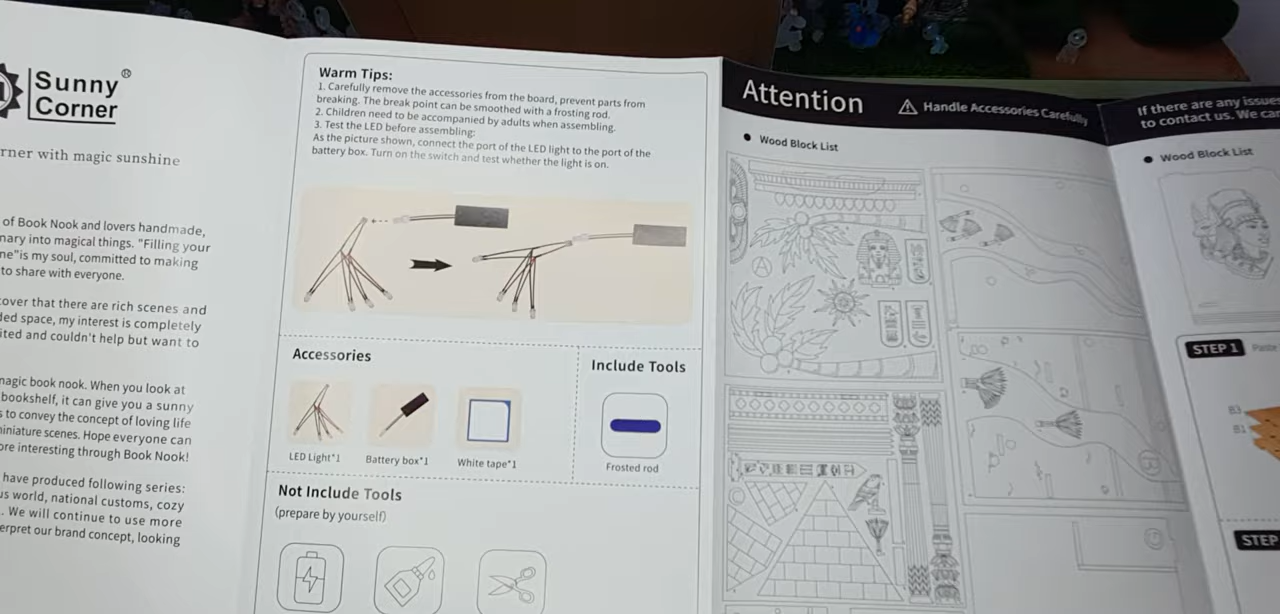 Sunny®
Corner
rner with magic sunshine
of Book Nook and lovers handmade,
nary into magical things. "Filling your
ne"is my soul, committed to making
to share with everyone.
cover that there are rich scenes and
ded space, my interest is completely
ited and couldn't help but want to
magic book nook. When you look at
bookshelf, it can give you a sunny
s to convey the concept of loving life
miniature scenes. Hope everyone can
ore interesting through Book Nook!
have produced following series:
us world, national customs, cozy
. We will continue to use more
erpret our brand concept, looking
Warm Tips:
1. Carefully remove the accessories from the board, prevent parts from
breaking. The break point can be smoothed with a frosting rod.
2. Children need to be accompanied by adults when assembling.
3. Test the LED before assembling:
As the picture shown, connect the port of the LED light to the port of the
battery box. Turn on the switch and test whether the light is on.
Accessories
LED Light*1
Battery box*1
White tape*1
Include Tools
Frosted rod
Not Include Tools
(prepare by yourself)
Attention
Handle Accessories Carefully
Wood Block List
A
B
C
If there are any issue
to contact us. We can
Wood Block List
STEP 1
Paste
B3
B1
STEP